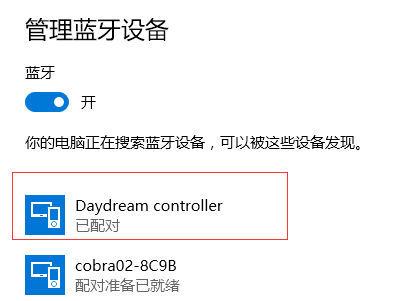 管理蓝牙设备
蓝牙
开
你的电脑正在搜索蓝牙设备，可以被这些设备发现。
Daydream controller
已配对
cobra02-8C9B
配对准备已就绪